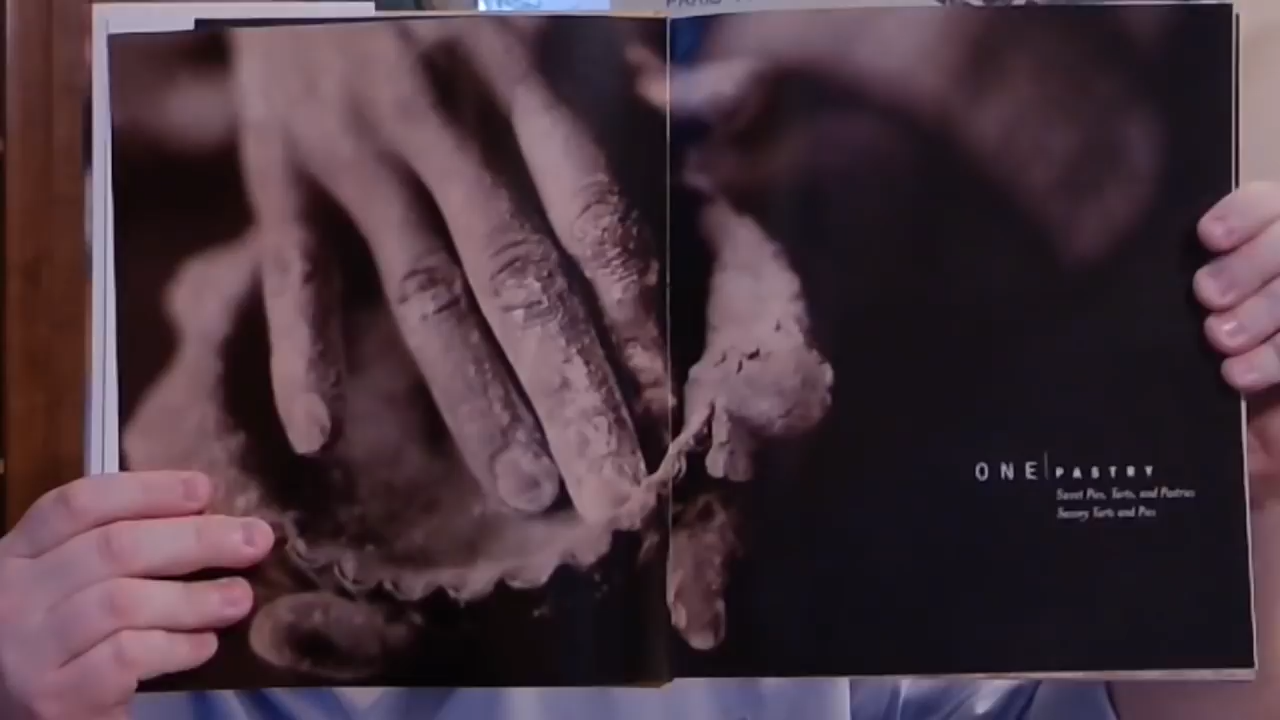 ONE | PASTRY
Sweet Pies, Tarts, and Pastries
Savory Tarts and Pies